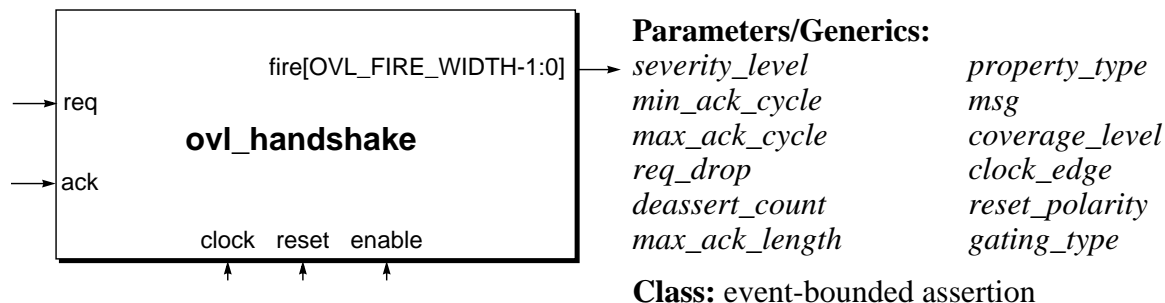 fire[OVL_FIRE_WIDTH-1:0]
req
ovl_handshake
ack
clock reset enable
Parameters/Generics:
severity_level property_type
min_ack_cycle msg
max_ack_cycle coverage_level
req_drop clock_edge
deassert_count reset_polarity
max_ack_length gating_type
Class: event-bounded assertion